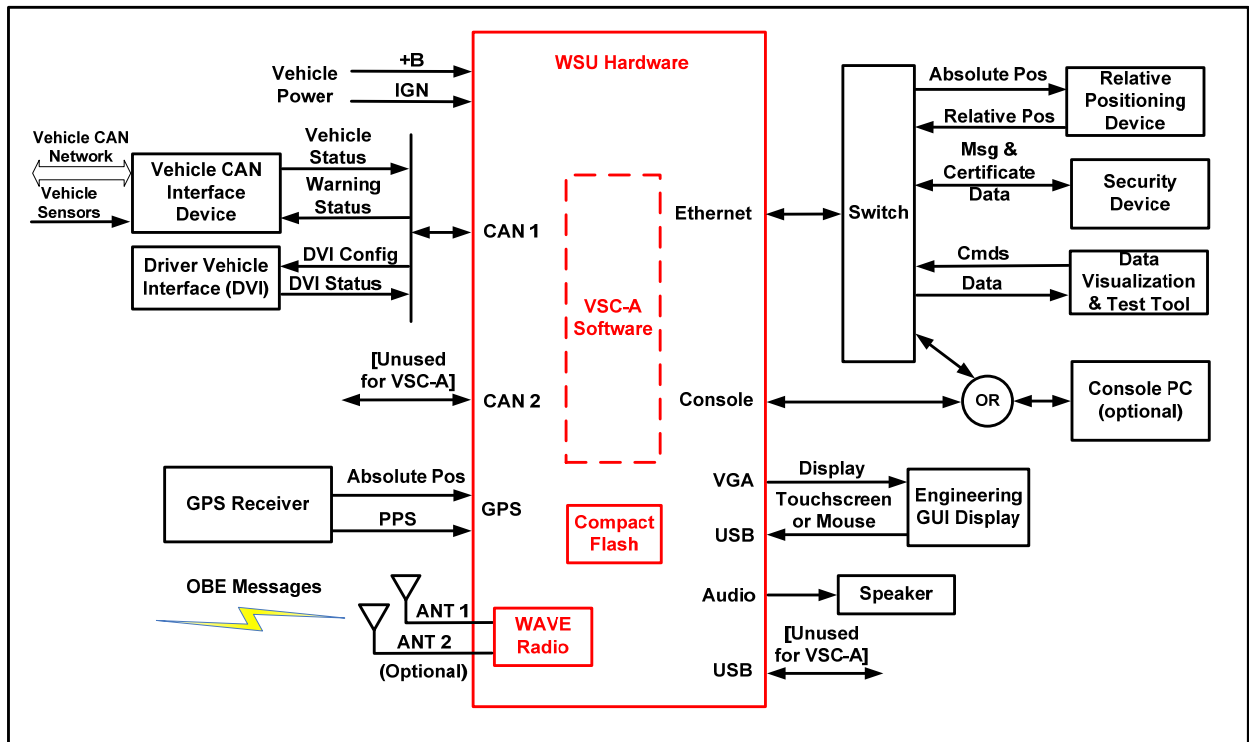 WSU Hardware
Vehicle
Power
+B
IGN
Vehicle CAN
Network
Vehicle
Sensors
Vehicle CAN
Interface
Device
Vehicle
Status
Warning
Status
Driver Vehicle
Interface (DVI)
DVI Config
DVI Status
CAN 1
[Unused
for VSC-A]
CAN 2
GPS Receiver
Absolute Pos
PPS
GPS
OBE Messages
ANT 1
ANT 2
(Optional)
WAVE
Radio
VSC-A
Software
Compact
Flash
Ethernet
Switch
Absolute Pos
Relative Pos
Relative
Positioning
Device
Msg &
Certificate
Data
Security
Device
Cmds
Data
Data
Visualization
& Test Tool
Console
OR
Console PC
(optional)
VGA
Display
Touchscreen
or Mouse
USB
Engineering
GUI Display
Audio
Speaker
[Unused
for VSC-A]
USB